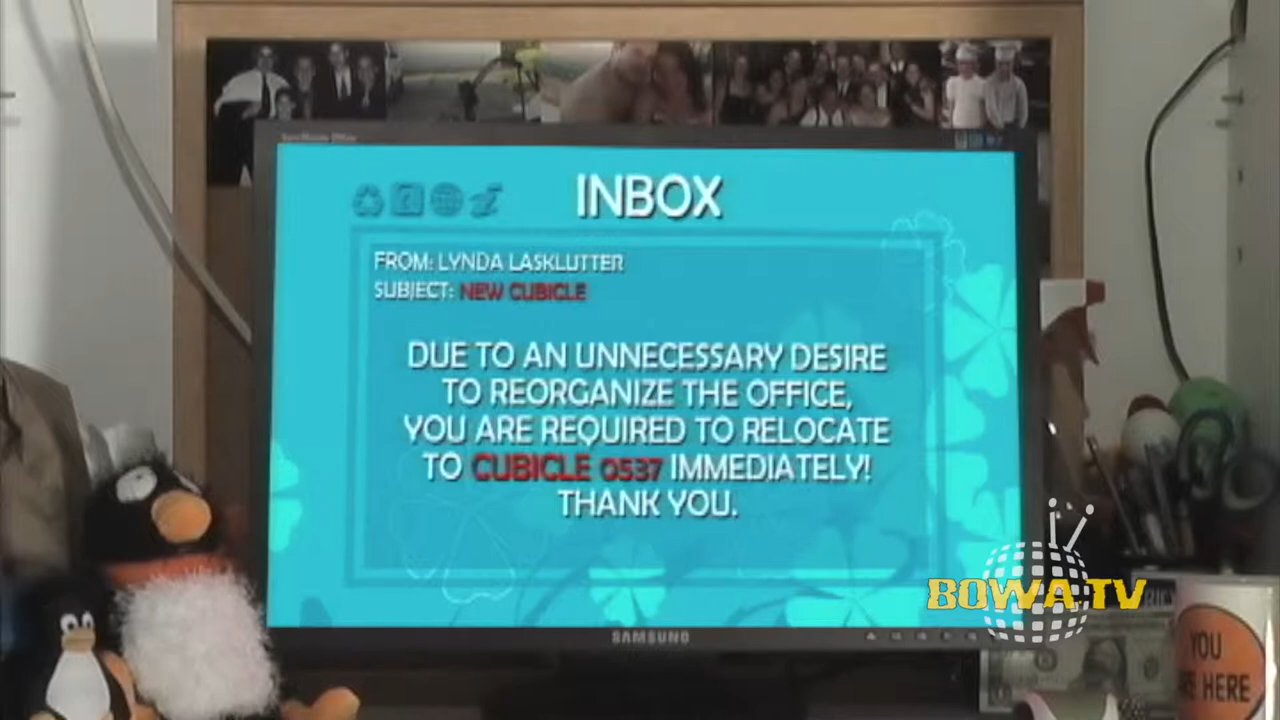 INBOX
FROM: LYNDA LASKLUTTER
SUBJECT: NEW CUBICLE
DUE TO AN UNNECESSARY DESIRE
TO REORGANIZE THE OFFICE,
YOU ARE REQUIRED TO RELOCATE
TO CUBICLE 0537 IMMEDIATELY!
THANK YOU.
SAMSUNG
BOWA TV
YOU
HERE